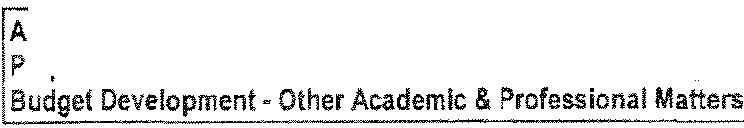 A
P
Budget Development - Other Academic & Professional Matters